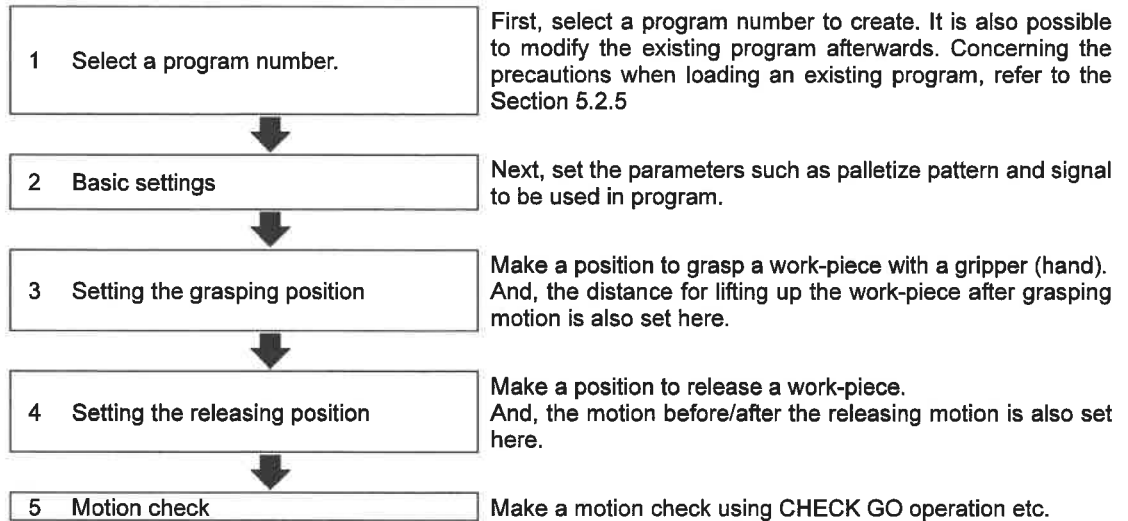 1 Select a program number.
First, select a program number to create. It is also possible
to modify the existing program afterwards. Concerning the
precautions when loading an existing program, refer to the
Section 5.2.5
2 Basic settings
Next, set the parameters such as palletize pattern and signal
to be used in program.
3 Setting the grasping position
Make a position to grasp a work-piece with a gripper (hand).
And, the distance for lifting up the work-piece after grasping
motion is also set here.
4 Setting the releasing position
Make a position to release a work-piece.
And, the motion before/after the releasing motion is also set
here.
5 Motion check
Make a motion check using CHECK GO operation etc.